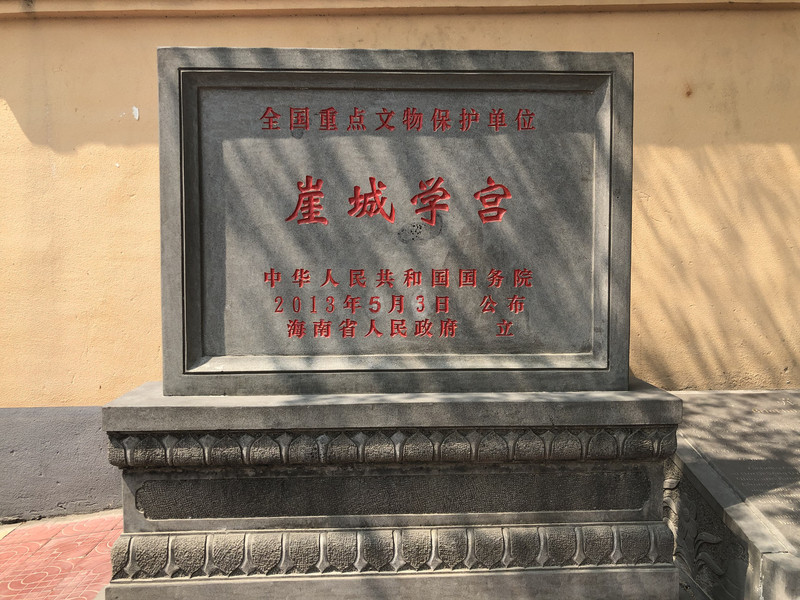 全国重点文物保护单位
崖城学宫
中华人民共和国国务院
2013年5月3日 公布
海南省人民政府 立